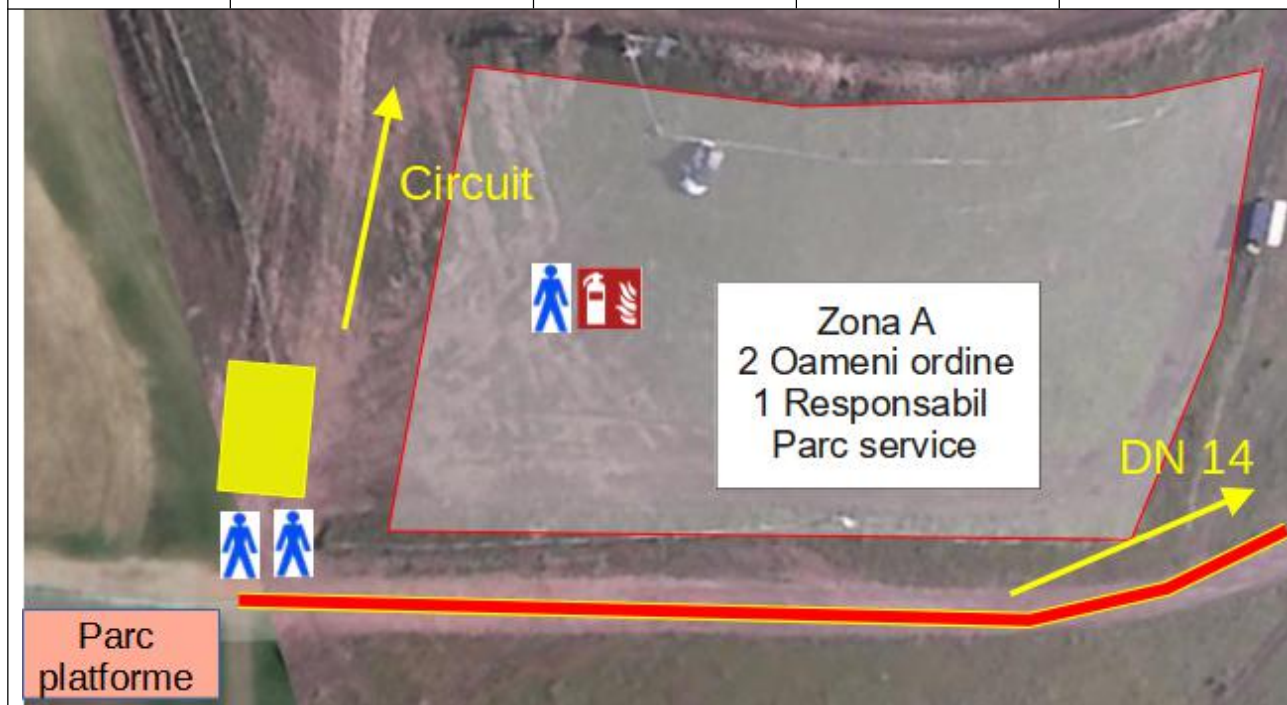 Circuit
Zona A
2 Oameni ordine
1 Responsabil
Parc service
DN 14
Parc
platforme